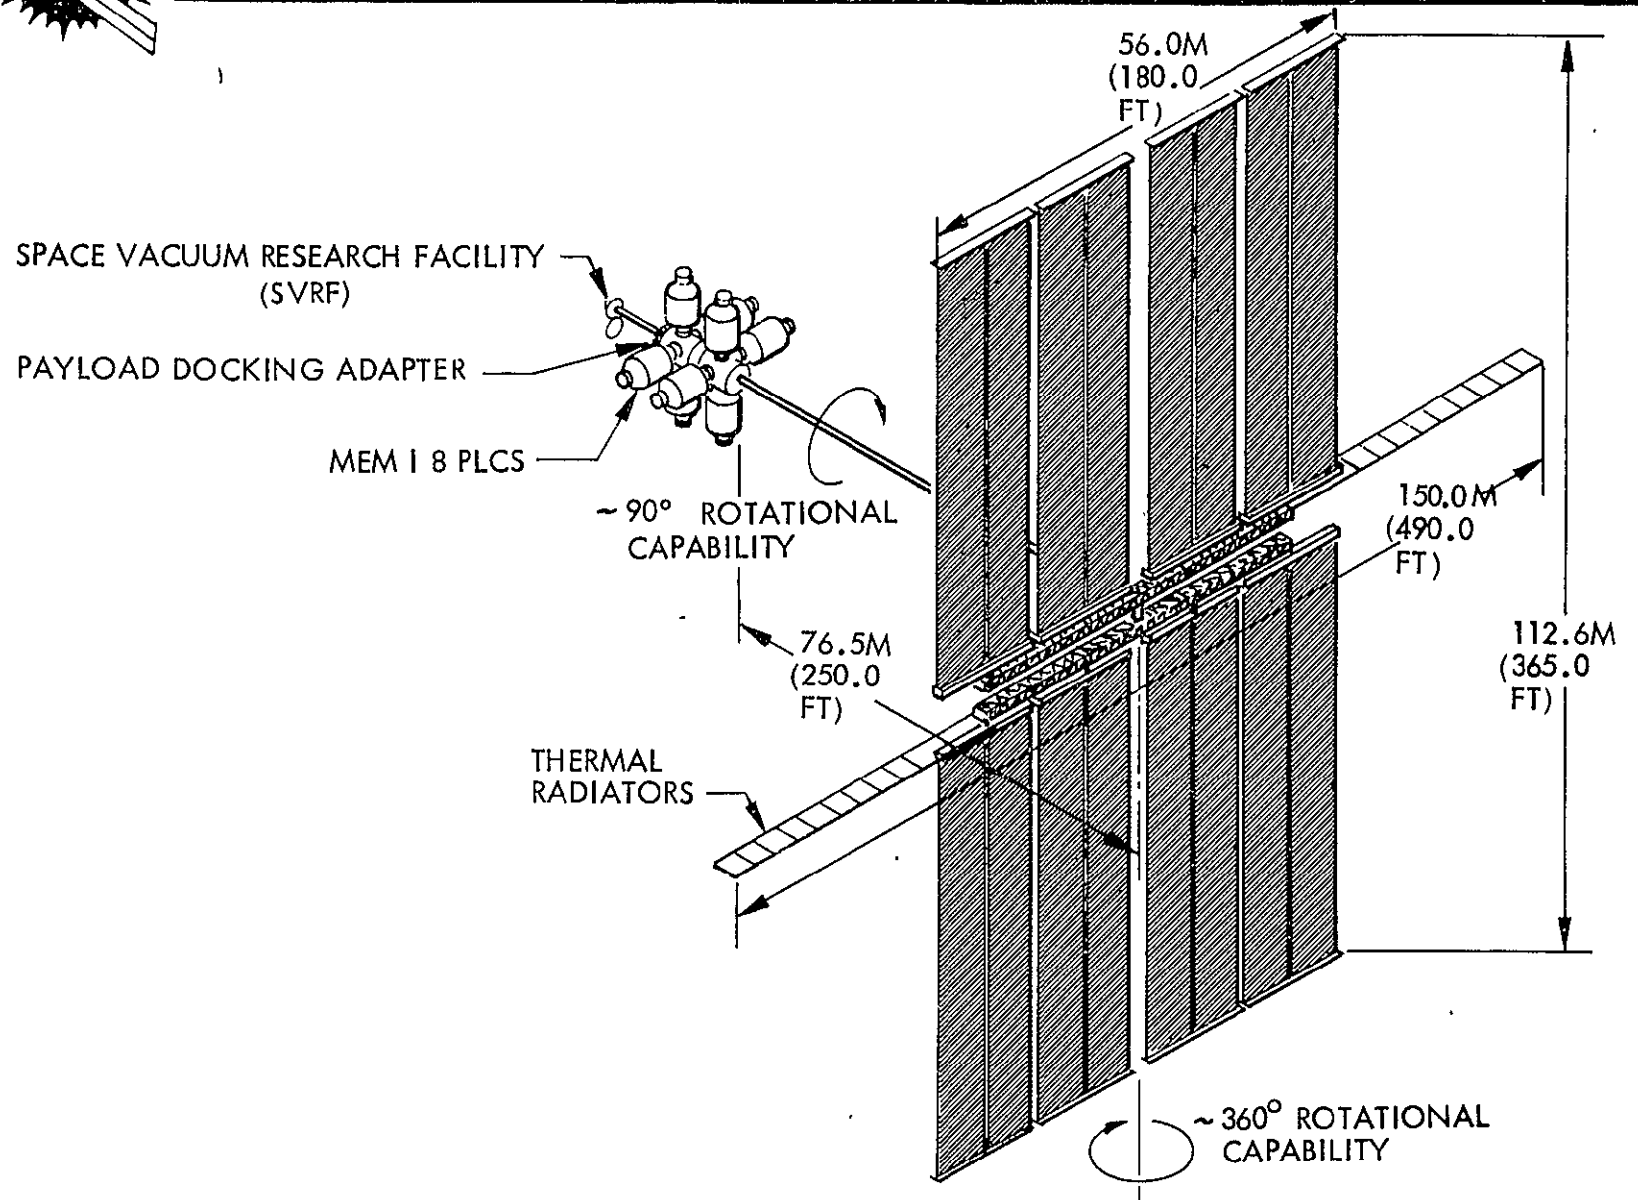 56.0M
(180.0
FT)
SPACE VACUUM RESEARCH FACILITY
(SVRF)
PAYLOAD DOCKING ADAPTER
MEM I 8 PLCS
~90° ROTATIONAL
CAPABILITY
150.0M
(490.0
FT)
76.5M
(250.0
FT)
112.6M
(365.0
FT)
THERMAL
RADIATORS
~360° ROTATIONAL
CAPABILITY